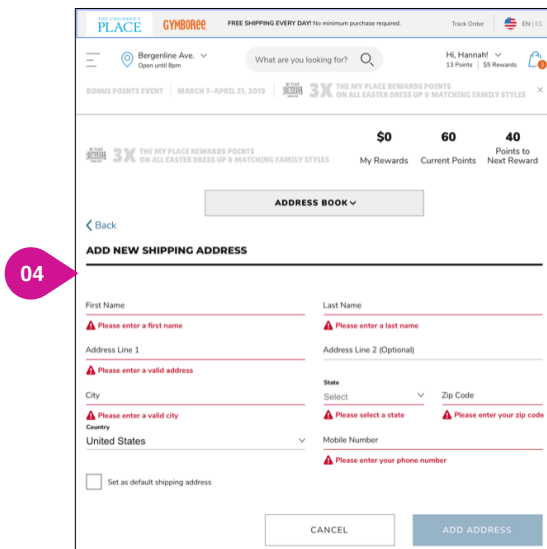 THE CHILDREN'S
PLACE
GYMBOREE
FREE SHIPPING EVERY DAY! No minimum purchase required.
Track Order
EN | ES
Bergenline Ave.
Open until 8pm
What are you looking for?
Hi, Hannah!
13 Points | $5 Rewards
BONUS POINTS EVENT | MARCH 7–APRIL 21, 2019
MY PLACE
REWARDS
3X THE MY PLACE REWARDS POINTS
ON ALL EASTER DRESS UP & MATCHING FAMILY STYLES
×
MY PLACE
REWARDS
3X THE MY PLACE REWARDS POINTS
ON ALL EASTER DRESS UP & MATCHING FAMILY STYLES
$0
My Rewards
60
Current Points
40
Points to
Next Reward
ADDRESS BOOK
Back
ADD NEW SHIPPING ADDRESS
04
First Name
Last Name
Please enter a first name
Please enter a last name
Address Line 1
Address Line 2 (Optional)
Please enter a valid address
City
State
Select
Zip Code
Please enter a valid city
Please select a state
Please enter your zip code
Country
United States
Mobile Number
Please enter your phone number
Set as default shipping address
CANCEL
ADD ADDRESS